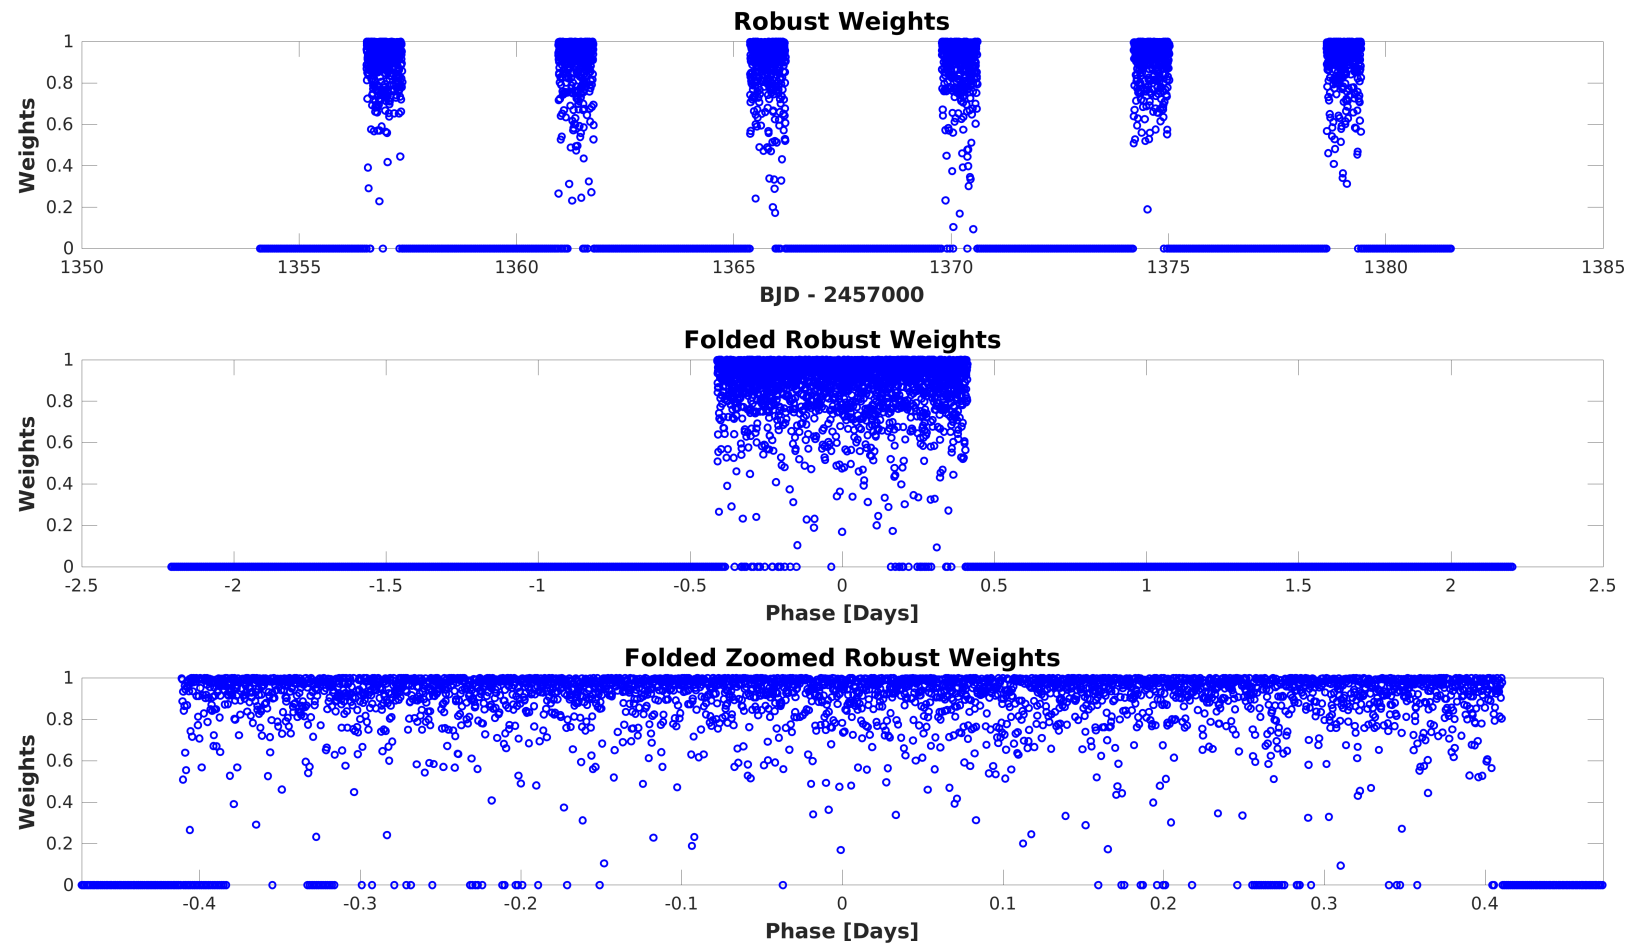 Robust Weights
1
0.8
0.6
0.4
0.2
0
Weights
1350 1355 1360 1365 1370 1375 1380 1385
BJD - 2457000
Folded Robust Weights
1
0.8
0.6
0.4
0.2
0
Weights
-2.5 -2 -1.5 -1 -0.5 0 0.5 1 1.5 2 2.5
Phase [Days]
Folded Zoomed Robust Weights
1
0.8
0.6
0.4
0.2
0
Weights
-0.4 -0.3 -0.2 -0.1 0 0.1 0.2 0.3 0.4
Phase [Days]